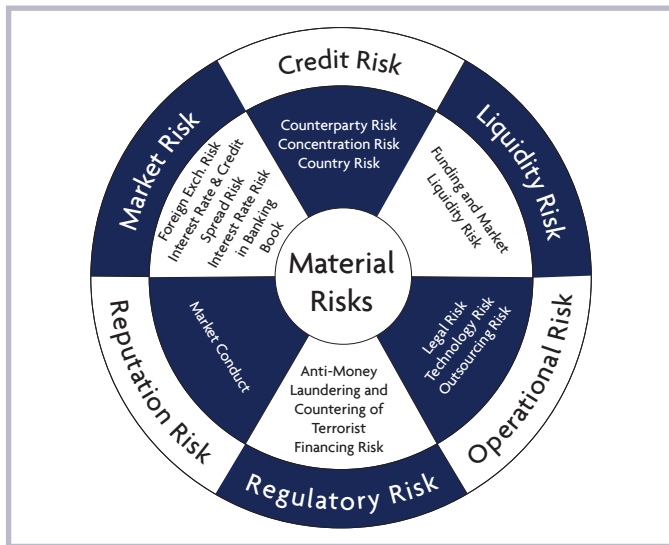 Credit Risk
Counterparty Risk
Concentration Risk
Country Risk
Liquidity Risk
Funding and Market
Liquidity Risk
Operational Risk
Legal Risk
Technology Risk
Outsourcing Risk
Regulatory Risk
Anti-Money
Laundering and
Countering of
Terrorist
Financing Risk
Reputation Risk
Market Conduct
Market Risk
Foreign Exch. Risk
Interest Rate & Credit
Spread Risk
Interest Rate Risk
in Banking
Book
Material
Risks